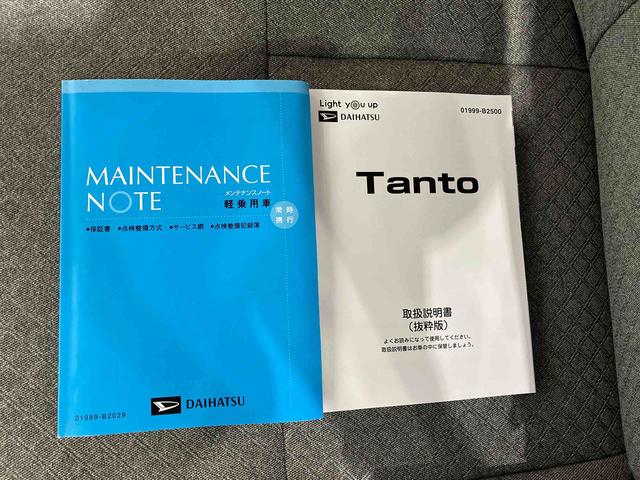 MAINTENANCE
NOTE
メンテナンスノート
軽乗用車
常時
携行
●保証書 ●点検整備方式 ●サービス網 ●点検整備記録簿
DAIHATSU
01989-B2029
Light you up
DAIHATSU
01999-B2500
Tanto
取扱説明書
(抜粋版)
よくお読みになって使用してください。
取扱説明書はお車の中に保管しましょう。